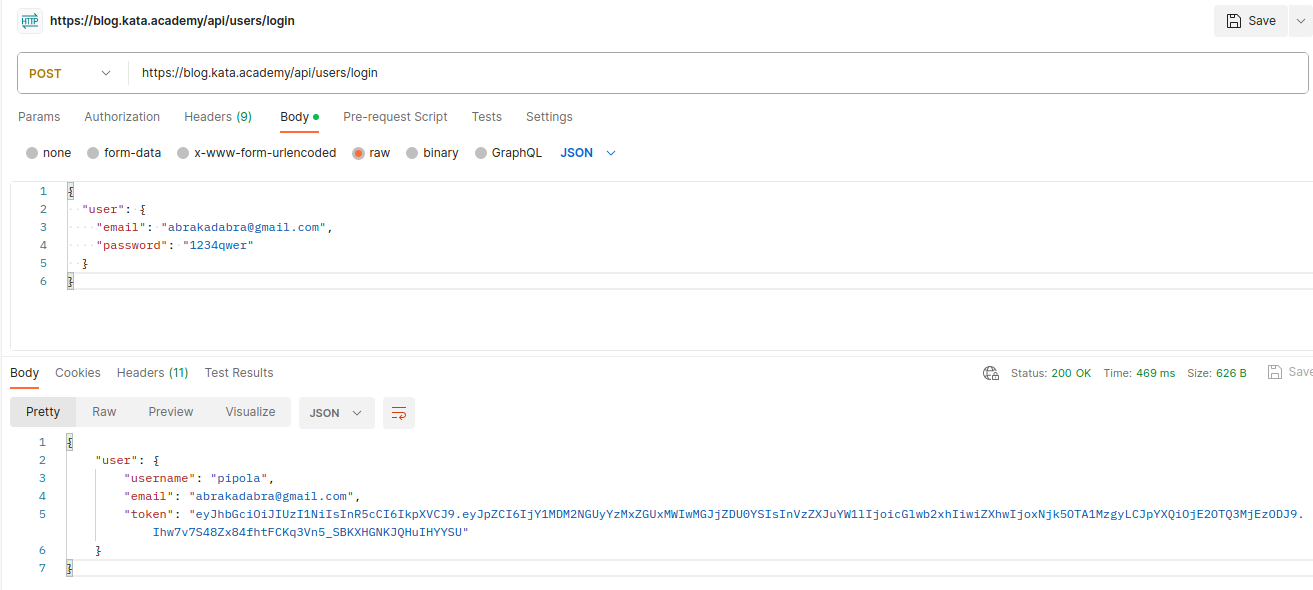 HTTP https://blog.kata.academy/api/users/login Save
POST https://blog.kata.academy/api/users/login
Params Authorization Headers (9) Body Pre-request Script Tests Settings
none form-data x-www-form-urlencoded raw binary GraphQL JSON
1 {
2 "user": {
3 "email": "abrakadabra@gmail.com",
4 "password": "1234qwer"
5 }
6 }
Body Cookies Headers (11) Test Results Status: 200 OK Time: 469 ms Size: 626 B Save
Pretty Raw Preview Visualize JSON
1 {
2 "user": {
3 "username": "pipola",
4 "email": "abrakadabra@gmail.com",
5 "token": "eyJhbGciOiJIUzI1NiIsInR5cCI6IkpXVCJ9.eyJpZCI6IjY1MDM2NGUyYzMxZGUxMWIwMGJjZDU0YSIsInVzZXJuYW1lIjoicGlwb2xhIiwiZXhwIjoxNjk5OTA1MzgyLCJpYXQiOjE2OTQ3MjEzODJ9.
Ihw7v7S48Zx84fhtFCKq3Vn5_SBKXHGNKJQHuIHYYSU"
6 }
7 }